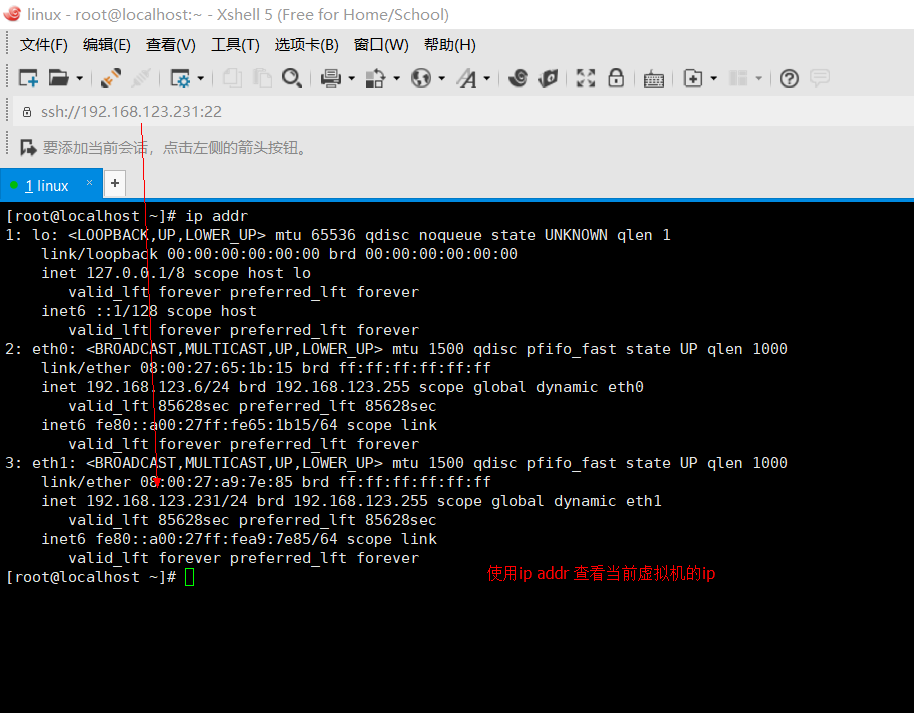 linux - root@localhost:~ - Xshell 5 (Free for Home/School)
文件(F) 编辑(E) 查看(V) 工具(T) 选项卡(B) 窗口(W) 帮助(H)
ssh://192.168.123.231:22
要添加当前会话，点击左侧的箭头按钮。
1 linux × +
[root@localhost ~]# ip addr
1: lo: <LOOPBACK,UP,LOWER_UP> mtu 65536 qdisc noqueue state UNKNOWN qlen 1
link/loopback 00:00:00:00:00:00 brd 00:00:00:00:00:00
inet 127.0.0.1/8 scope host lo
valid_lft forever preferred_lft forever
inet6 ::1/128 scope host
valid_lft forever preferred_lft forever
2: eth0: <BROADCAST,MULTICAST,UP,LOWER_UP> mtu 1500 qdisc pfifo_fast state UP qlen 1000
link/ether 08:00:27:65:1b:15 brd ff:ff:ff:ff:ff:ff
inet 192.168.123.6/24 brd 192.168.123.255 scope global dynamic eth0
valid_lft 85628sec preferred_lft 85628sec
inet6 fe80::a00:27ff:fe65:1b15/64 scope link
valid_lft forever preferred_lft forever
3: eth1: <BROADCAST,MULTICAST,UP,LOWER_UP> mtu 1500 qdisc pfifo_fast state UP qlen 1000
link/ether 08:00:27:a9:7e:85 brd ff:ff:ff:ff:ff:ff
inet 192.168.123.231/24 brd 192.168.123.255 scope global dynamic eth1
valid_lft 85628sec preferred_lft 85628sec
inet6 fe80::a00:27ff:fea9:7e85/64 scope link
valid_lft forever preferred_lft forever
[root@localhost ~]#
使用ip addr 查看当前虚拟机的ip